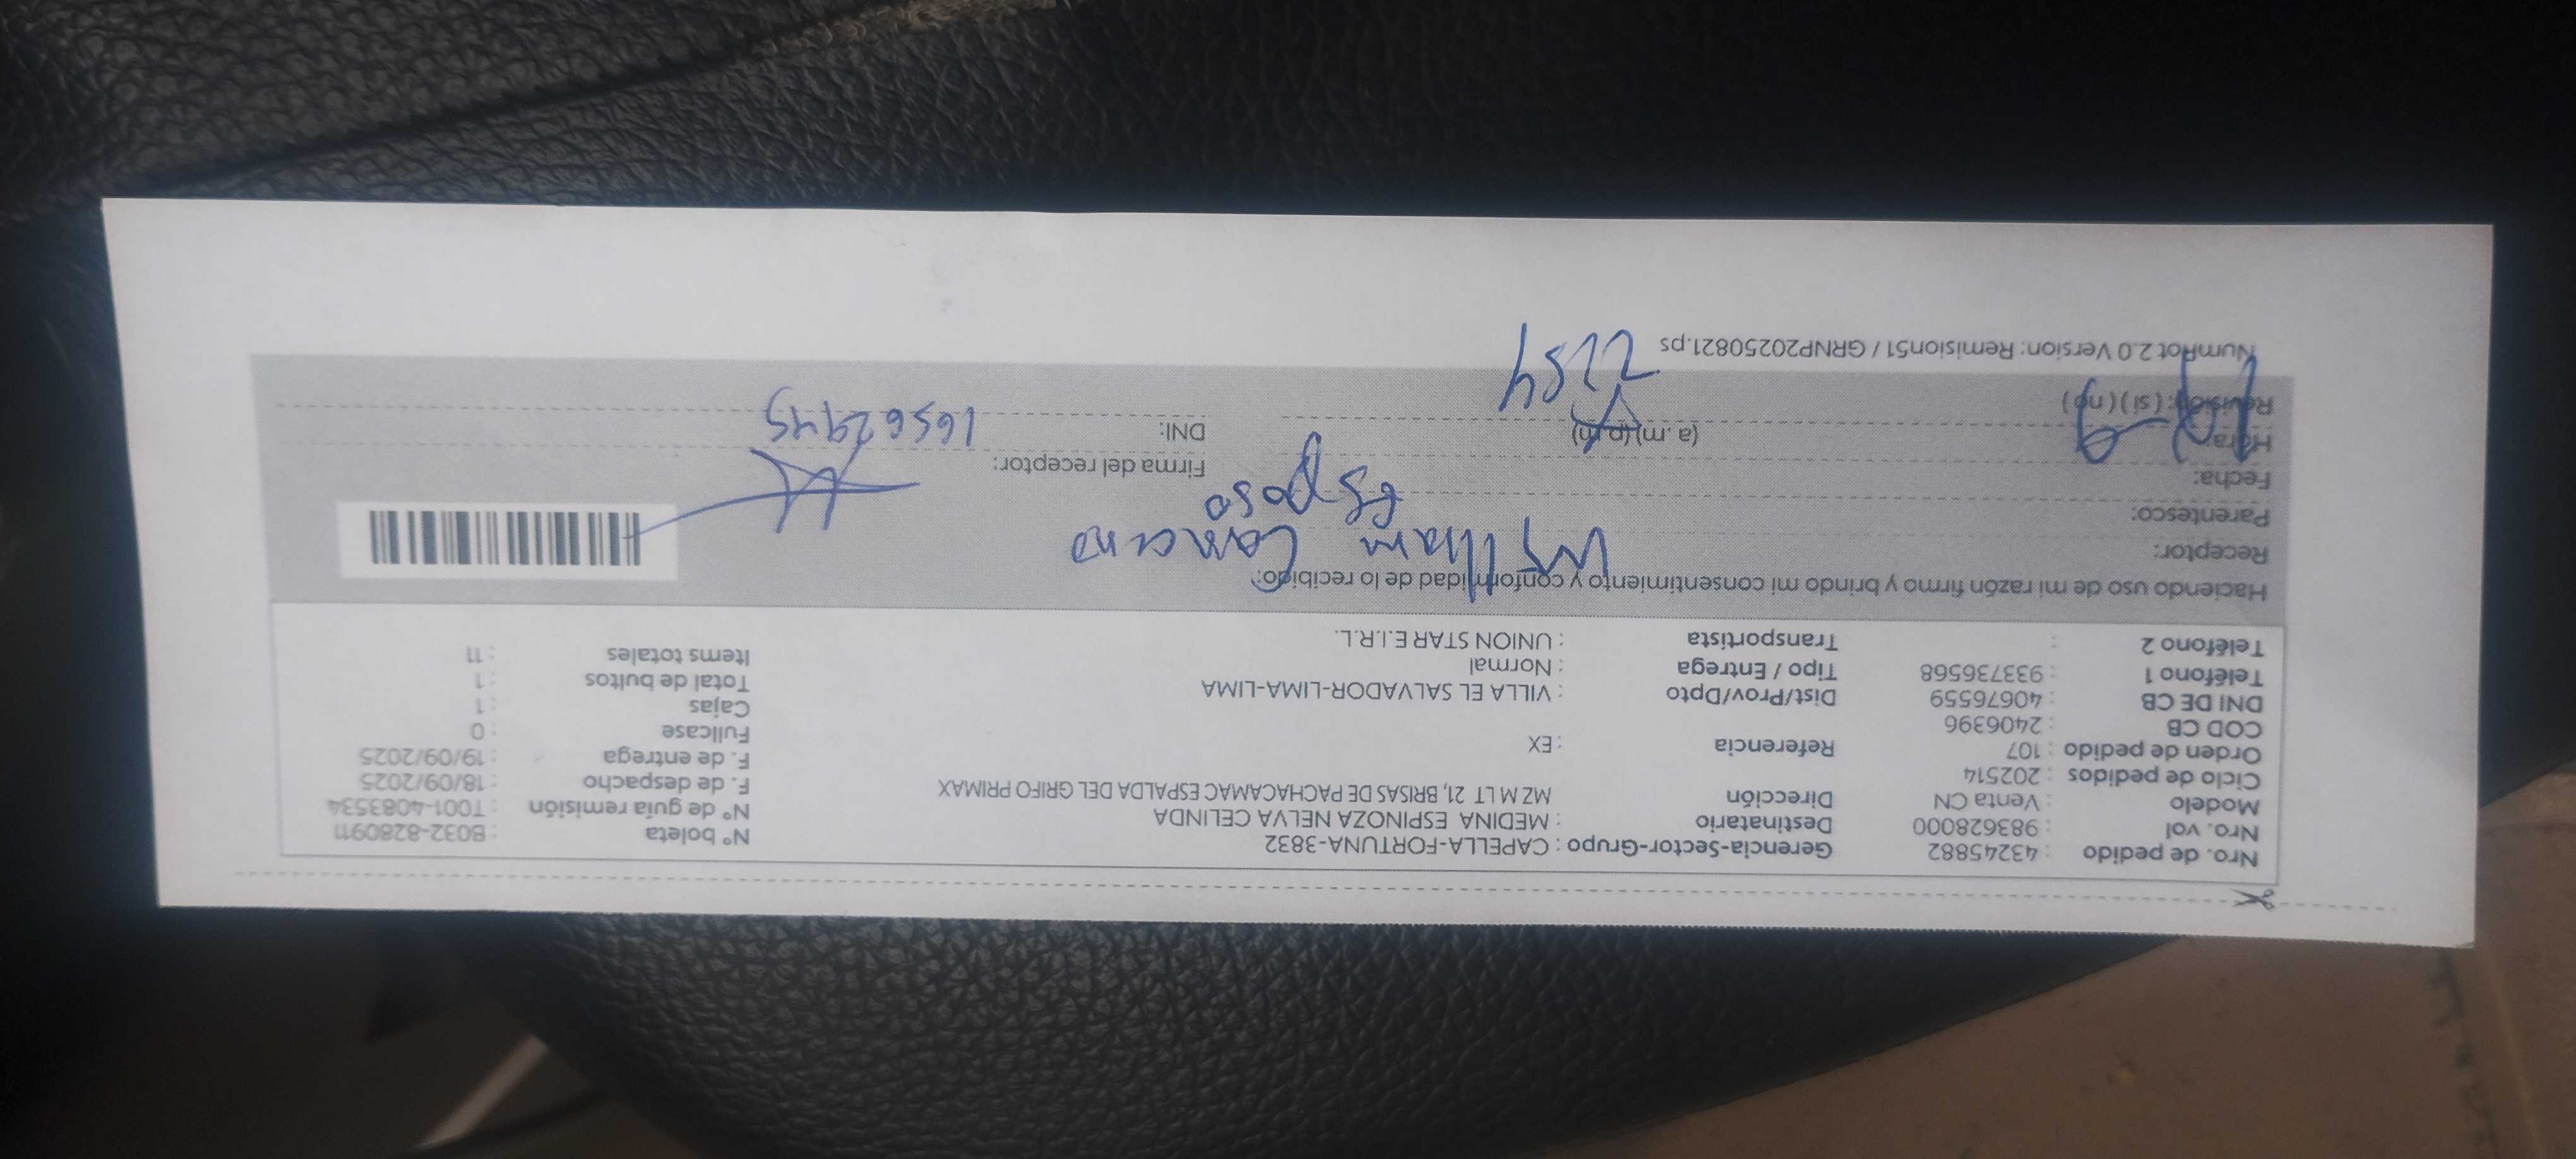 Nro. de pedido : 43245882 Gerencia-Sector-Grupo : CAPELLA-FORTUNA-3832 N° boleta : B032-8280911
Nro. vol : 983628000 Destinatario : MEDINA ESPINOZA NELVA CELINDA N° de guia remisión : T001-4083534
Modelo : Venta CN Dirección MZ M LT 21, BRISAS DE PACHACAMAC ESPALDA DEL GRIFO PRIMAX F. de despacho : 18/09/2025
Ciclo de pedidos : 202514 F. de entrega : 19/09/2025
Orden de pedido : 107 Referencia : EX Fullcase : 0
COD CB : 2406396 Cajas : 1
DNI DE CB : 40676559 Dist/Prov/Dpto : VILLA EL SALVADOR-LIMA-LIMA Total de bultos : 1
Teléfono 1 : 933736568 Tipo / Entrega : Normal Items totales : 11
Teléfono 2 : Transportista : UNION STAR E.I.R.L.
Haciendo uso de mi razón firmo y brindo mi consentimiento y conformidad de lo recibido:
Receptor: William
Parentesco: esposo
Fecha: Firma del receptor:
Hora: (a .m) (p.m) DNI: 16562945
Revisión: (si) (no)
NumRot 2.0 Version: Remision51 / GRNP20250821.ps